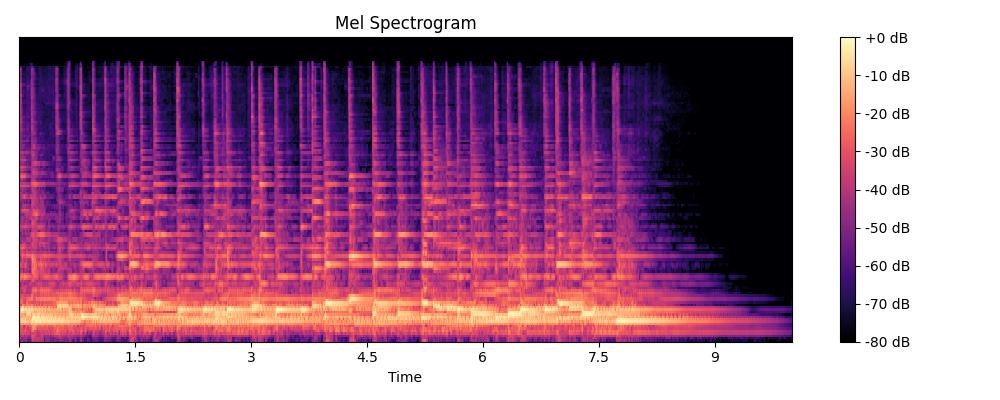 Mel Spectrogram
+0 dB
-10 dB
-20 dB
-30 dB
-40 dB
-50 dB
-60 dB
-70 dB
-80 dB
0 1.5 3 4.5 6 7.5 9
Time